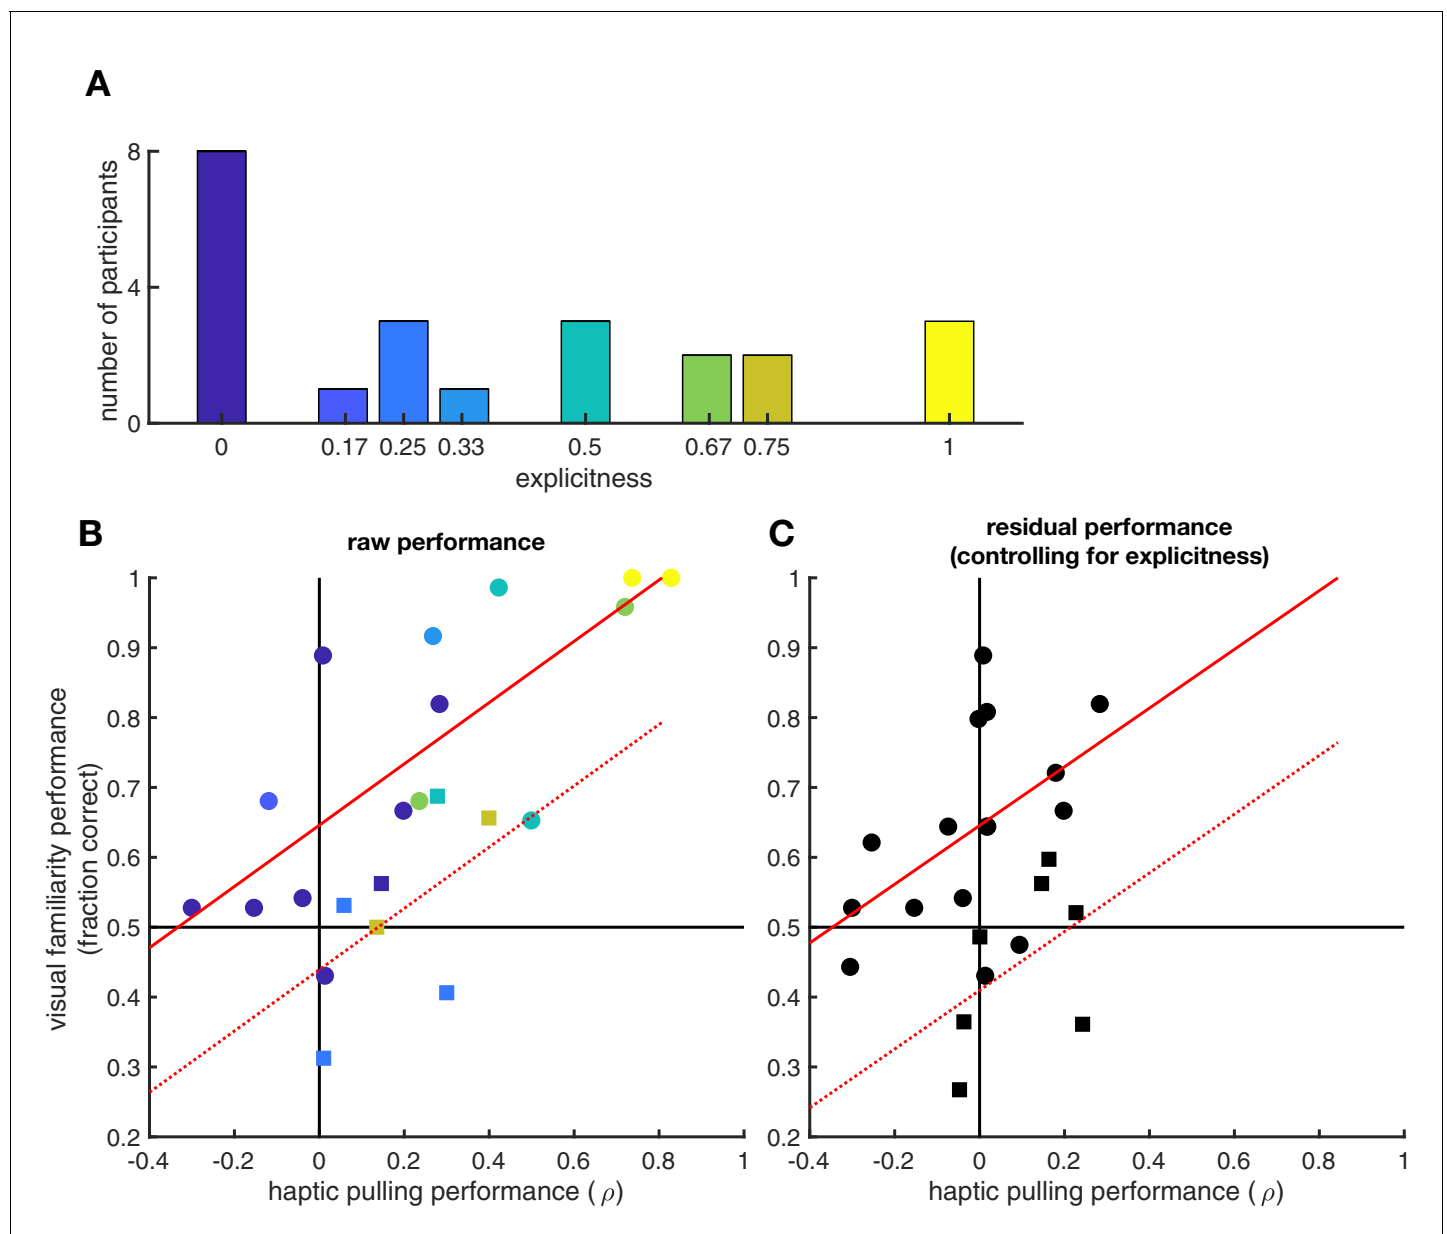 A
8
4
0
number of participants
0 0.17 0.25 0.33 0.5 0.67 0.75 1
explicitness
B
raw performance
1
0.9
0.8
0.7
0.6
0.5
0.4
0.3
0.2
visual familiarity performance
(fraction correct)
-0.4 -0.2 0 0.2 0.4 0.6 0.8 1
haptic pulling performance ( ρ)
C
residual performance
(controlling for explicitness)
1
0.9
0.8
0.7
0.6
0.5
0.4
0.3
0.2
-0.4 -0.2 0 0.2 0.4 0.6 0.8 1
haptic pulling performance ( ρ)